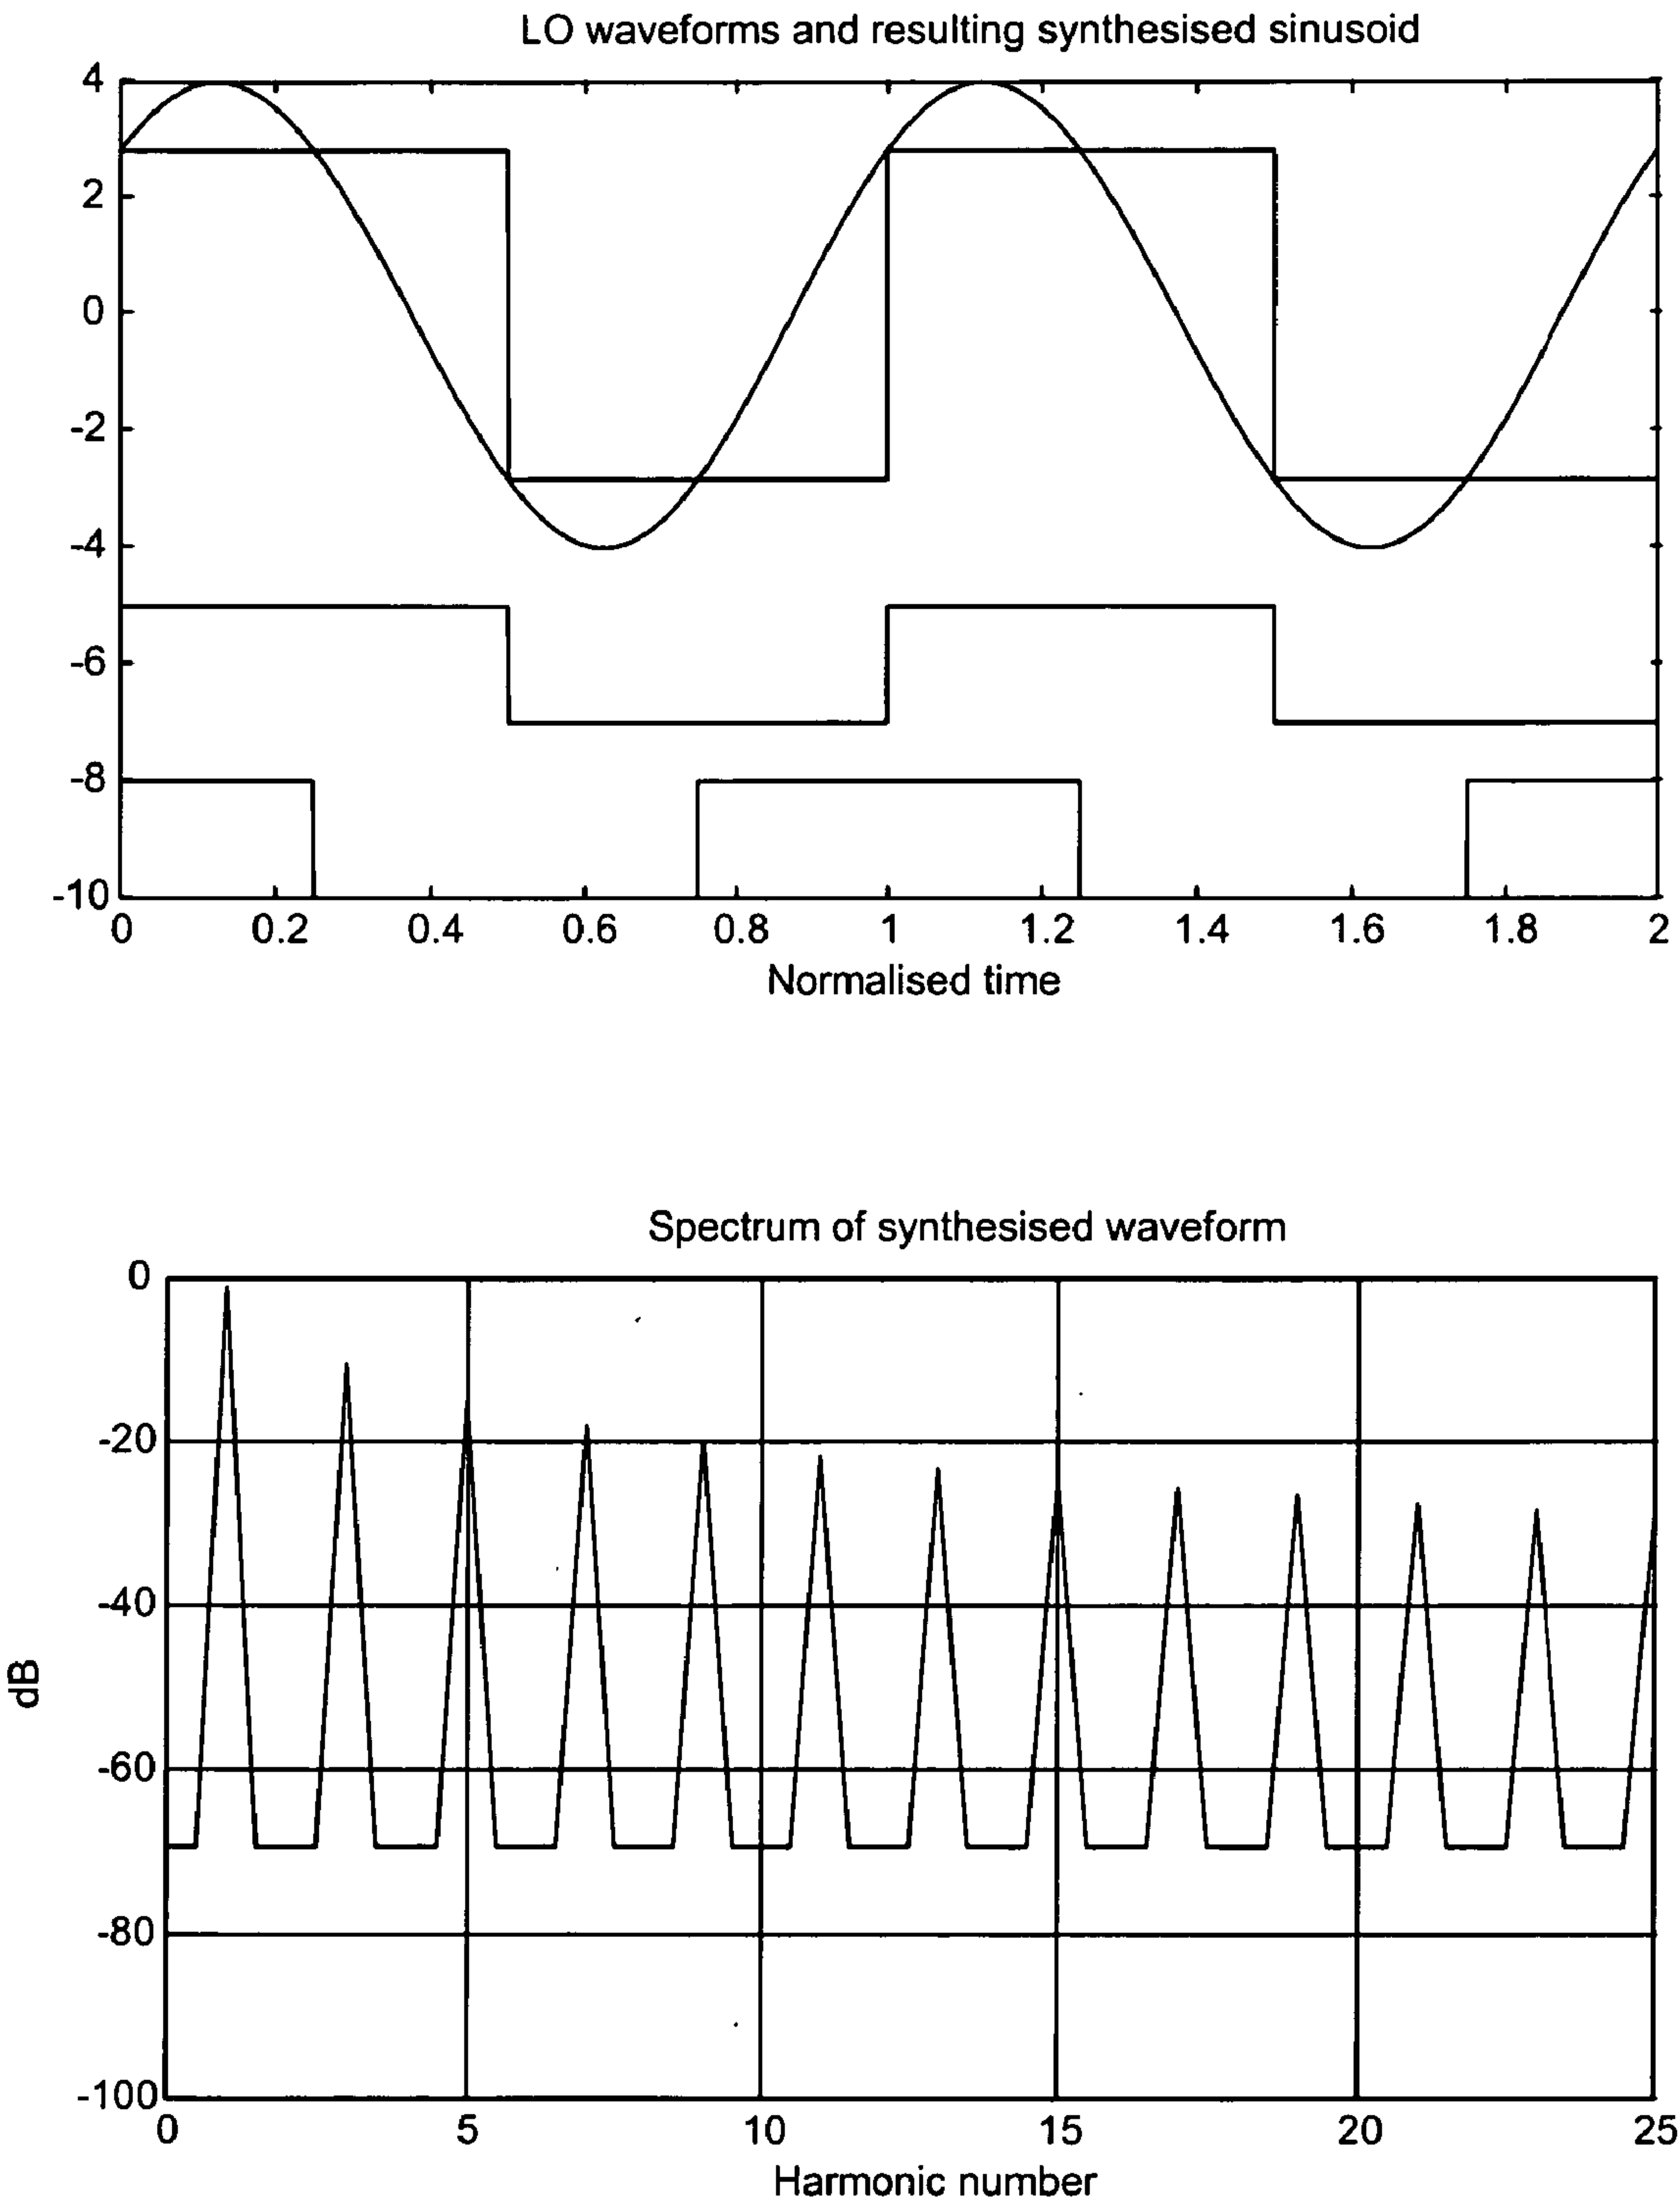 LO waveforms and resulting synthesised sinusoid
4
2
0
-2
-4
-6
-8
-10
0 0.2 0.4 0.6 0.8 1 1.2 1.4 1.6 1.8 2
Normalised time
Spectrum of synthesised waveform
0
-20
-40
-60
-80
-100
dB
0 5 10 15 20 25
Harmonic number